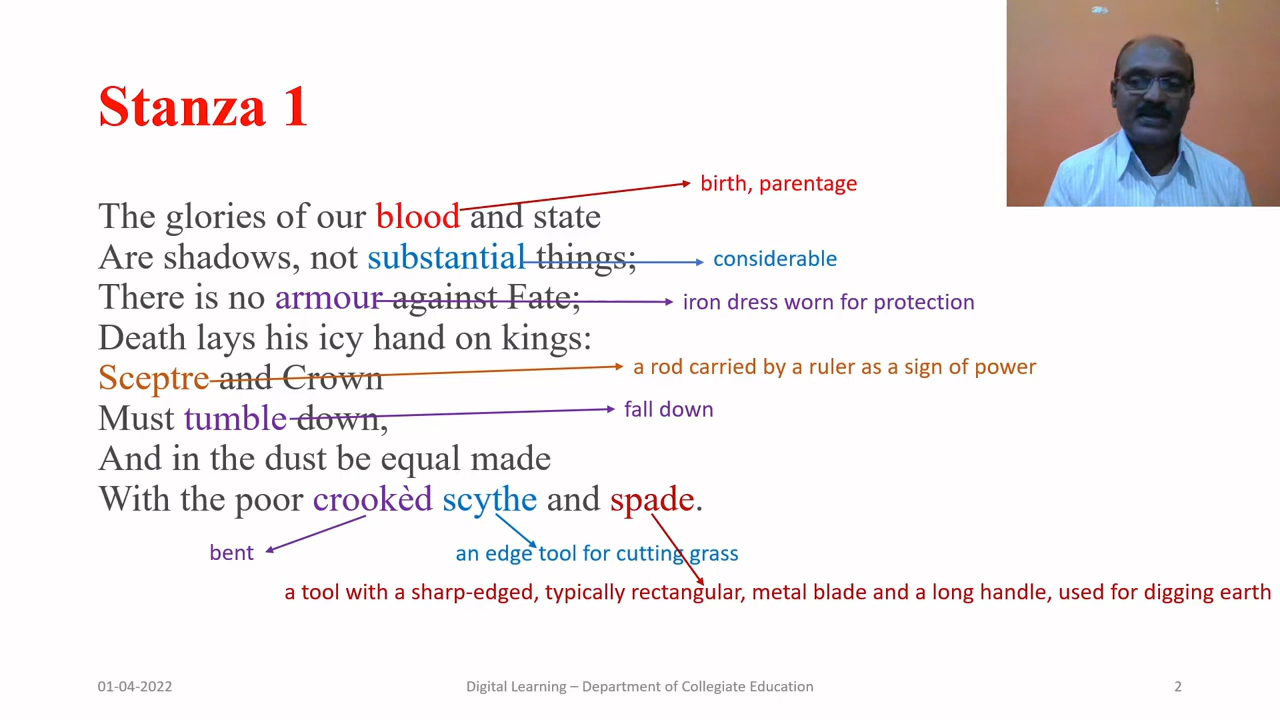 Stanza 1
birth, parentage
The glories of our blood and state
Are shadows, not substantial things;
considerable
There is no armour against Fate;
iron dress worn for protection
Death lays his icy hand on kings:
Sceptre and Crown
a rod carried by a ruler as a sign of power
Must tumble down,
fall down
And in the dust be equal made
With the poor crookèd scythe and spade.
bent
an edge tool for cutting grass
a tool with a sharp-edged, typically rectangular, metal blade and a long handle, used for digging earth
01-04-2022
Digital Learning – Department of Collegiate Education
2